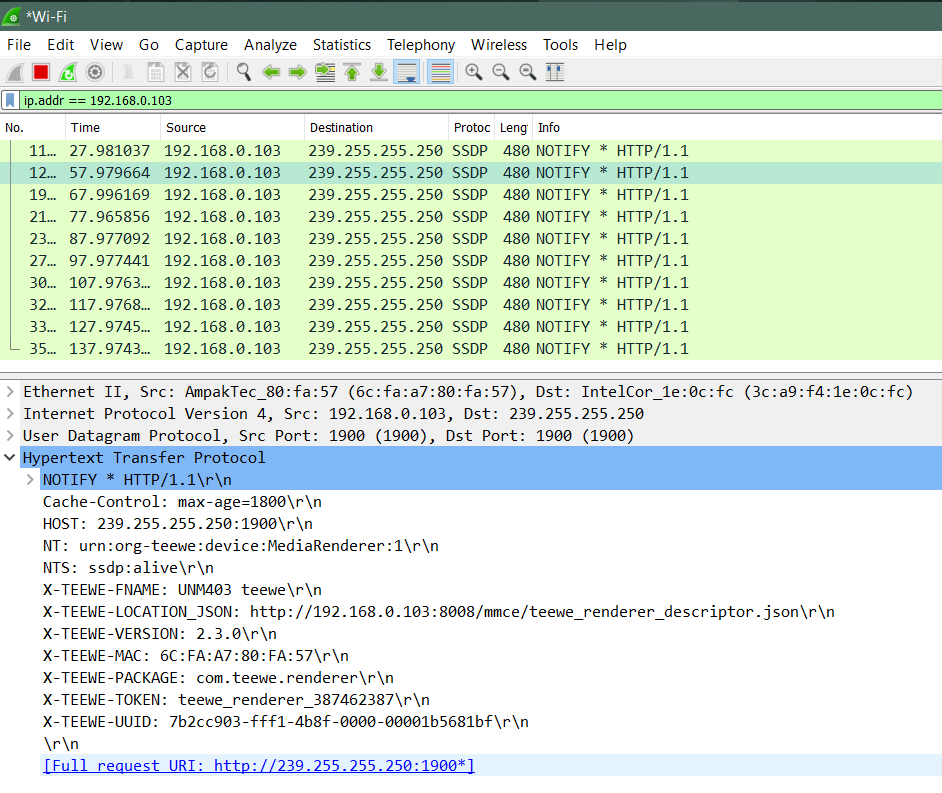 *Wi-Fi
File Edit View Go Capture Analyze Statistics Telephony Wireless Tools Help
ip.addr == 192.168.0.103
No. Time Source Destination Protoc Leng Info
11… 27.981037 192.168.0.103 239.255.255.250 SSDP 480 NOTIFY * HTTP/1.1
12… 57.979664 192.168.0.103 239.255.255.250 SSDP 480 NOTIFY * HTTP/1.1
19… 67.996169 192.168.0.103 239.255.255.250 SSDP 480 NOTIFY * HTTP/1.1
21… 77.965856 192.168.0.103 239.255.255.250 SSDP 480 NOTIFY * HTTP/1.1
23… 87.977092 192.168.0.103 239.255.255.250 SSDP 480 NOTIFY * HTTP/1.1
27… 97.977441 192.168.0.103 239.255.255.250 SSDP 480 NOTIFY * HTTP/1.1
30… 107.9763… 192.168.0.103 239.255.255.250 SSDP 480 NOTIFY * HTTP/1.1
32… 117.9768… 192.168.0.103 239.255.255.250 SSDP 480 NOTIFY * HTTP/1.1
33… 127.9745… 192.168.0.103 239.255.255.250 SSDP 480 NOTIFY * HTTP/1.1
35… 137.9743… 192.168.0.103 239.255.255.250 SSDP 480 NOTIFY * HTTP/1.1
Ethernet II, Src: AmpakTec_80:fa:57 (6c:fa:a7:80:fa:57), Dst: IntelCor_1e:0c:fc (3c:a9:f4:1e:0c:fc)
Internet Protocol Version 4, Src: 192.168.0.103, Dst: 239.255.255.250
User Datagram Protocol, Src Port: 1900 (1900), Dst Port: 1900 (1900)
Hypertext Transfer Protocol
NOTIFY * HTTP/1.1\r\n
Cache-Control: max-age=1800\r\n
HOST: 239.255.255.250:1900\r\n
NT: urn:org-teewe:device:MediaRenderer:1\r\n
NTS: ssdp:alive\r\n
X-TEEWE-FNAME: UNM403 teewe\r\n
X-TEEWE-LOCATION_JSON: http://192.168.0.103:8008/mmce/teewe_renderer_descriptor.json\r\n
X-TEEWE-VERSION: 2.3.0\r\n
X-TEEWE-MAC: 6C:FA:A7:80:FA:57\r\n
X-TEEWE-PACKAGE: com.teewe.renderer\r\n
X-TEEWE-TOKEN: teewe_renderer_387462387\r\n
X-TEEWE-UUID: 7b2cc903-fff1-4b8f-0000-00001b5681bf\r\n
\r\n
[Full request URI: http://239.255.255.250:1900*]